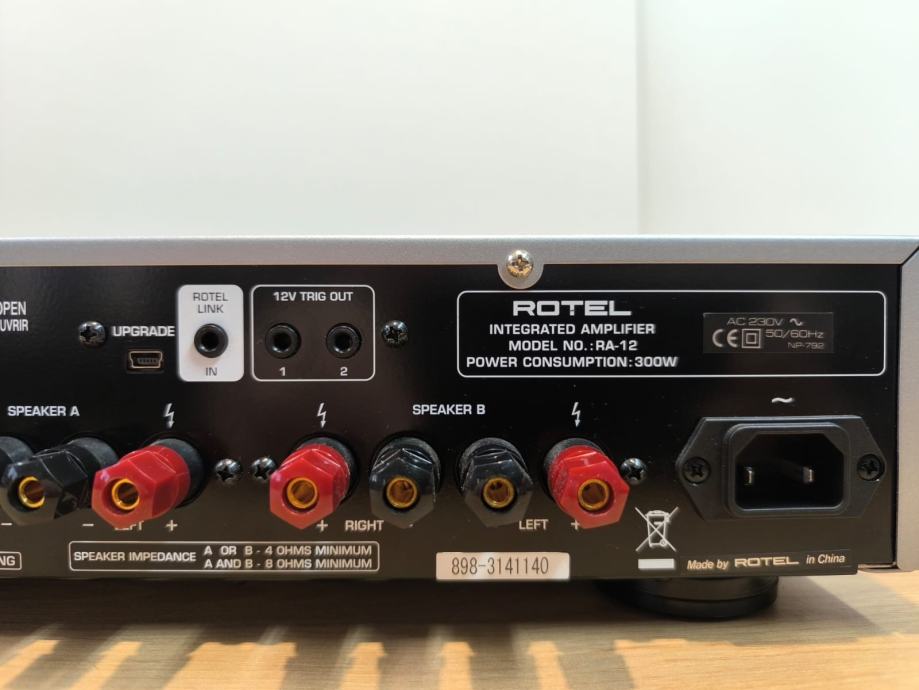 OPEN
UVRIR
UPGRADE
ROTEL
LINK
IN
12V TRIG OUT
1 2
ROTEL
INTEGRATED AMPLIFIER
MODEL NO.:RA-12
POWER CONSUMPTION:300W
AC 230V ~
CE 50/60Hz
NP-792
SPEAKER A
SPEAKER B
~
− − LEFT +
+ RIGHT −
LEFT +
NG
SPEAKER IMPEDANCE A OR B - 4 OHMS MINIMUM
A AND B - 8 OHMS MINIMUM
898-3141140
Made by ROTEL in China